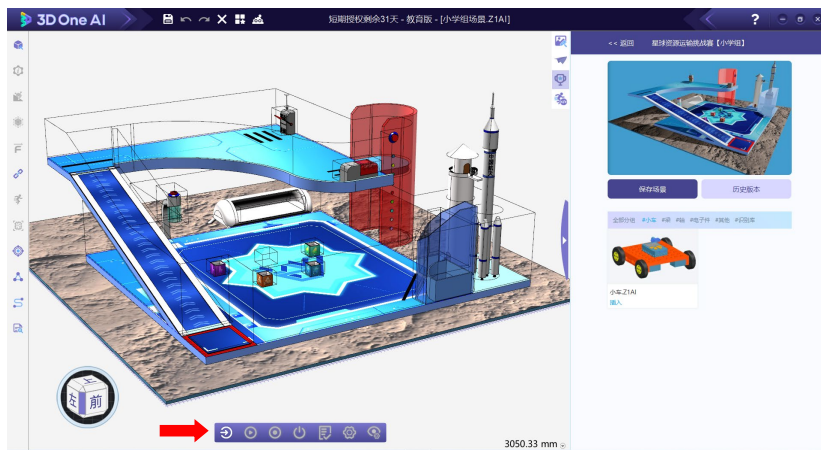 3D One AI
短期授权剩余31天 - 教育版 - [小学组场景.Z1AI]
?
<< 返回 星球资源运输挑战赛【小学组】
保存场景 历史版本
全部分组 #小车 #梁 #轴 #电子件 #其他 #识别库
小车.Z1AI
插入
上
左 前
3050.33 mm